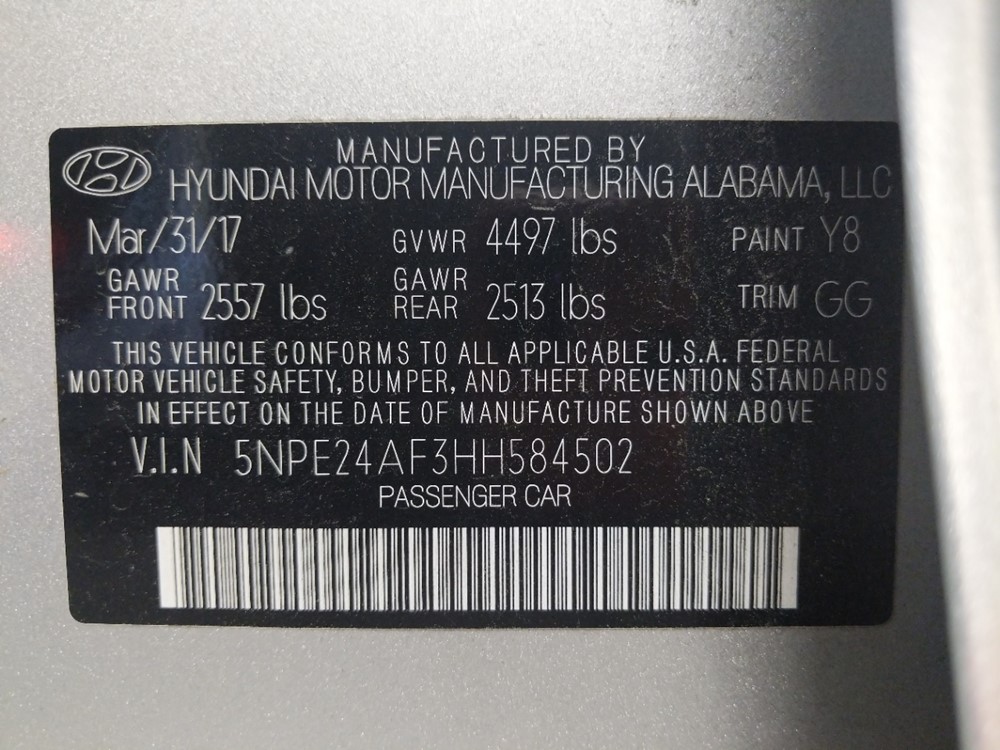 MANUFACTURED BY
HYUNDAI MOTOR MANUFACTURING ALABAMA, LLC
Mar/31/17 GVWR 4497 lbs PAINT Y8
GAWR FRONT 2557 lbs GAWR REAR 2513 lbs TRIM GG
THIS VEHICLE CONFORMS TO ALL APPLICABLE U.S.A. FEDERAL
MOTOR VEHICLE SAFETY, BUMPER, AND THEFT PREVENTION STANDARDS
IN EFFECT ON THE DATE OF MANUFACTURE SHOWN ABOVE
V.I.N 5NPE24AF3HH584502
PASSENGER CAR